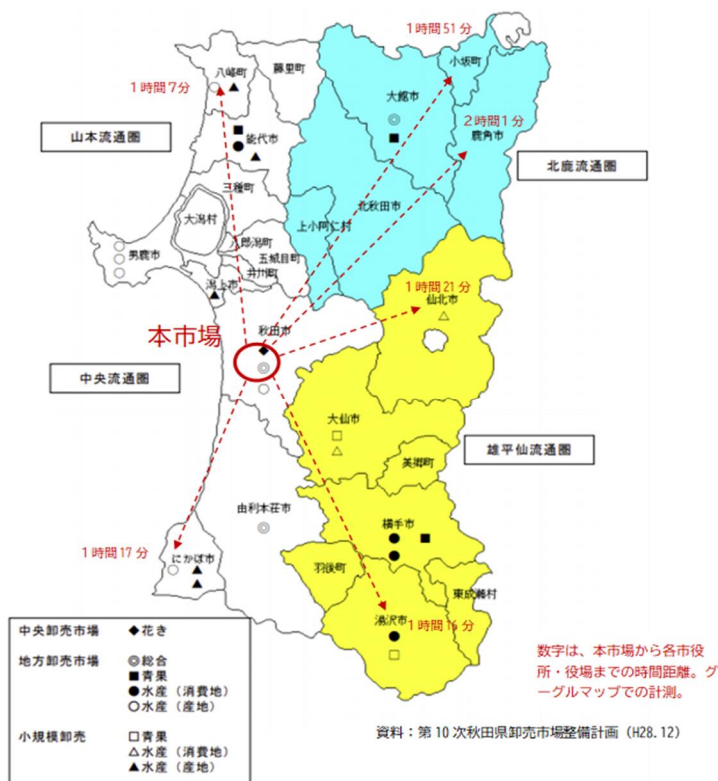 1時間51分
小坂町
1時間7分
八峰町
藤里町
大館市
2時間1分
鹿角市
山本流通圏
能代市
北鹿流通圏
三種町
北秋田市
上小阿仁村
大潟村
男鹿市
八郎潟町
五城目町
井川町
潟上市
1時間21分
仙北市
本市場
秋田市
中央流通圏
大仙市
美郷町
雄平仙流通圏
由利本荘市
横手市
1時間17分
にかほ市
羽後町
東成瀬村
湯沢市
1時間16分
中央卸売市場 ◆花き
地方卸売市場 ◎総合
■青果
●水産（消費地）
○水産（産地）
小規模卸売 □青果
△水産（消費地）
▲水産（産地）
数字は、本市場から各市役
所・役場までの時間距離。グ
ーグルマップでの計測。
資料：第10次秋田県卸売市場整備計画（H28.12）